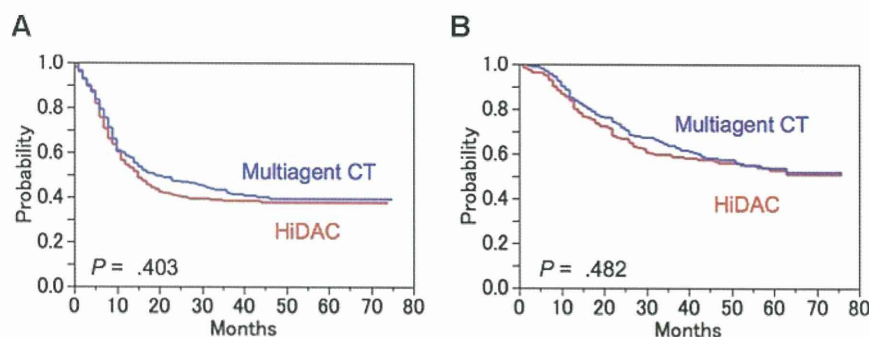 A
B
1.0
0.8
0.6
0.4
0.2
0.0
Probability
Multiagent CT
HiDAC
P = .403
0 10 20 30 40 50 60 70 80
Months
1.0
0.8
0.6
0.4
0.2
0.0
Probability
Multiagent CT
HiDAC
P = .482
0 10 20 30 40 50 60 70 80
Months